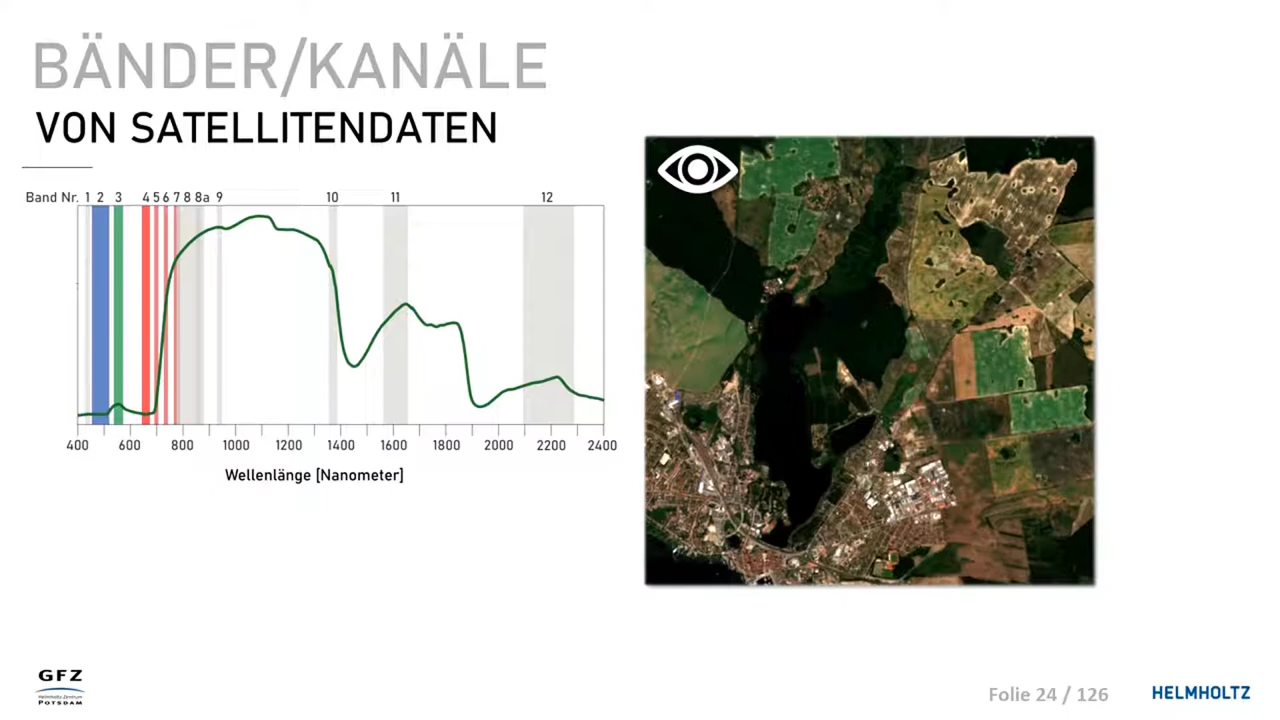 BÄNDER/KANÄLE
VON SATELLITENDATEN
Band Nr. 1 2 3 4 5 6 7 8 8a 9 10 11 12
400 600 800 1000 1200 1400 1600 1800 2000 2200 2400
Wellenlänge [Nanometer]
GFZ
Helmholtz-Zentrum
POTSDAM
Folie 24 / 126
HELMHOLTZ